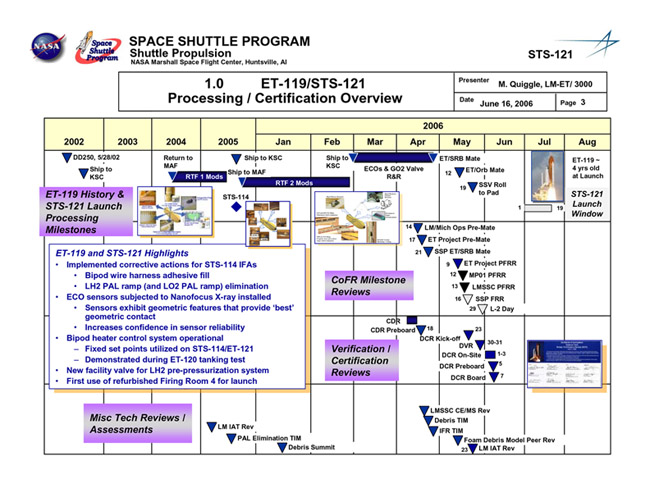 NASA
Space
Shuttle
Program
SPACE SHUTTLE PROGRAM
Shuttle Propulsion
NASA Marshall Space Flight Center, Huntsville, Al
STS-121
1.0 ET-119/STS-121
Processing / Certification Overview
Presenter M. Quiggle, LM-ET/ 3000
Date June 16, 2006 Page 3
2006
2002 2003 2004 2005 Jan Feb Mar Apr May Jun Jul Aug
DD250, 5/28/02
Ship to
KSC
Return to
MAF
RTF 1 Mods
Ship to KSC
Ship to MAF
RTF 2 Mods
Ship to
KSC
ECOs & GO2 Valve
R&R
ET/SRB Mate
12 ET/Orb Mate
19 SSV Roll
to Pad
1 19
ET-119 ~
4 yrs old
at Launch
STS-121
Launch
Window
ET-119 History &
STS-121 Launch
Processing
Milestones
STS-114
ET-119 and STS-121 Highlights
• Implemented corrective actions for STS-114 IFAs
• Bipod wire harness adhesive fill
• LH2 PAL ramp (and LO2 PAL ramp) elimination
• ECO sensors subjected to Nanofocus X-ray installed
• Sensors exhibit geometric features that provide ‘best’
geometric contact
• Increases confidence in sensor reliability
• Bipod heater control system operational
– Fixed set points utilized on STS-114/ET-121
– Demonstrated during ET-120 tanking test
• New facility valve for LH2 pre-pressurization system
• First use of refurbished Firing Room 4 for launch
CoFR Milestone
Reviews
14 LM/Mich Ops Pre-Mate
17 ET Project Pre-Mate
21 SSP ET/SRB Mate
9 ET Project PFRR
12 MP01 PFRR
13 LMSSC PFRR
16 SSP FRR
29 L-2 Day
Verification /
Certification
Reviews
CDR
CDR Preboard 18
23
DCR Kick-off
DVR 30-31
DCR On-Site 1-3
DCR Preboard 5
DCR Board 7
Misc Tech Reviews /
Assessments
LM IAT Rev
PAL Elimination TIM
Debris Summit
LMSSC CE/MS Rev
Debris TIM
IFR TIM
Foam Debris Model Peer Rev
23 LM IAT Rev